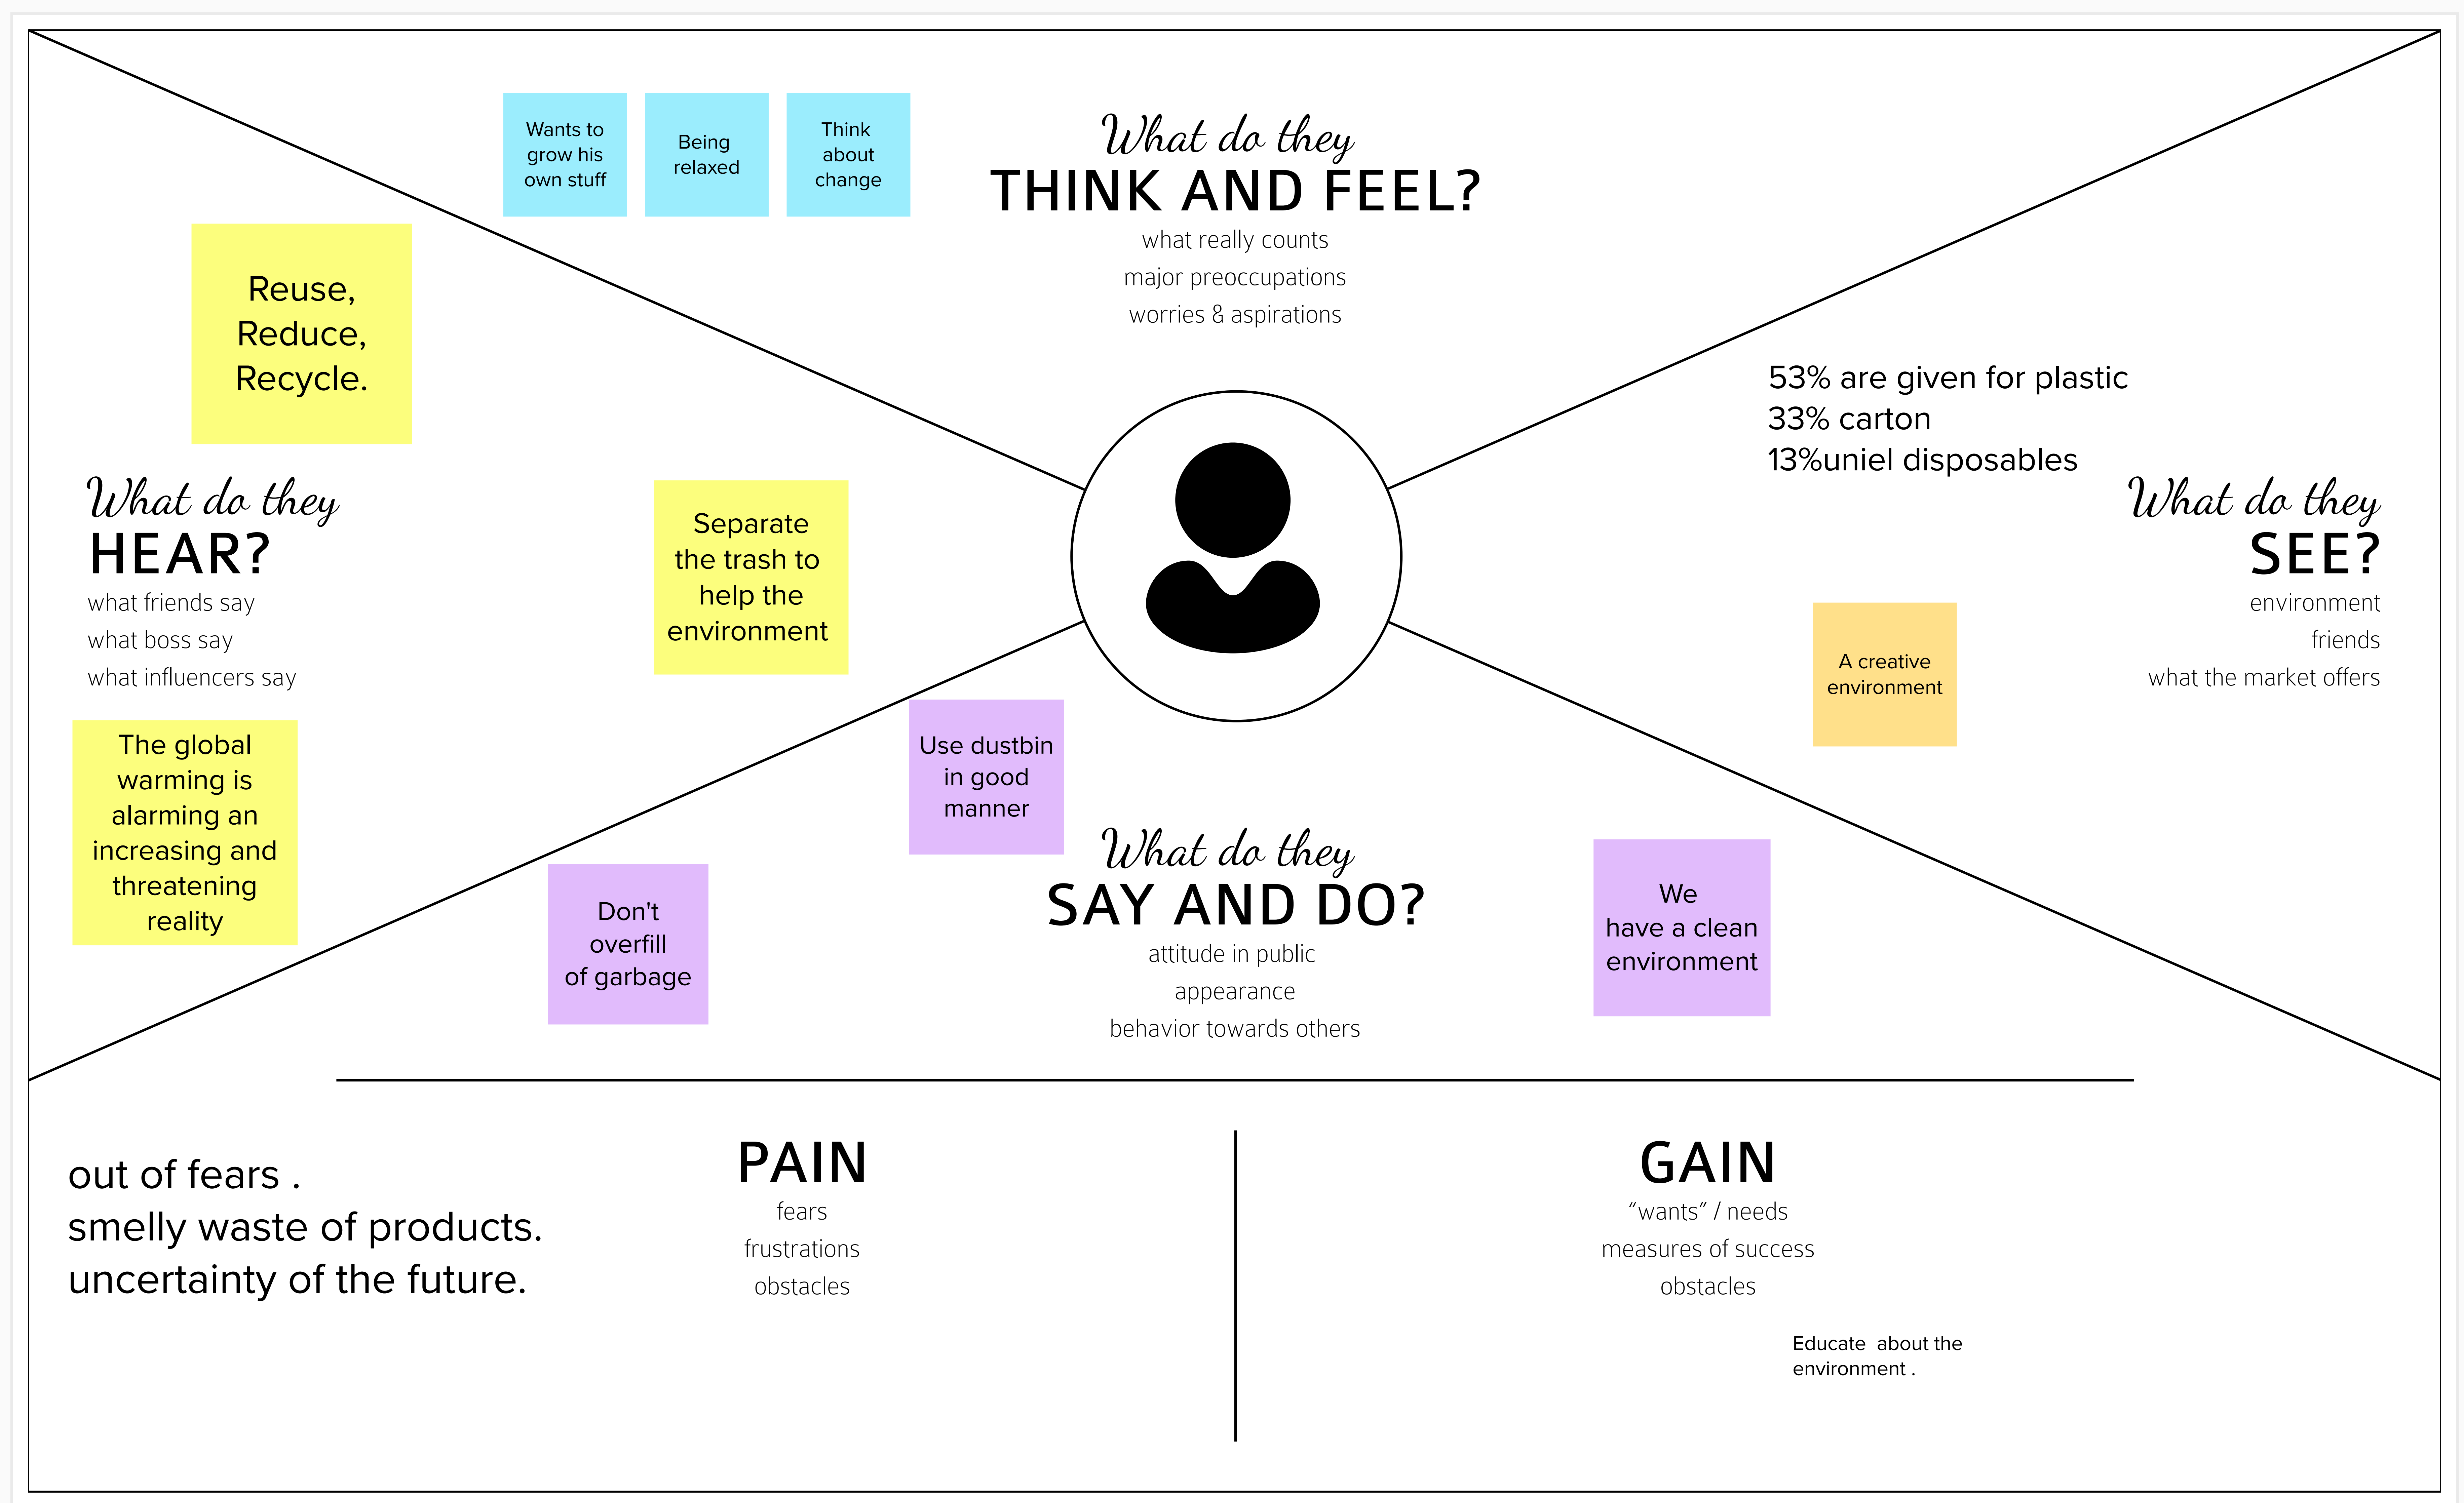 Wants to
grow his
own stuff
Being
relaxed
Think
about
change
What do they
THINK AND FEEL?
what really counts
major preoccupations
worries & aspirations
Reuse,
Reduce,
Recycle.
What do they
HEAR?
what friends say
what boss say
what influencers say
Separate
the trash to
help the
environment
The global
warming is
alarming an
increasing and
threatening
reality
53% are given for plastic
33% carton
13%uniel disposables
What do they
SEE?
environment
friends
what the market offers
A creative
environment
Use dustbin
in good
manner
Don't
overfill
of garbage
What do they
SAY AND DO?
attitude in public
appearance
behavior towards others
We
have a clean
environment
out of fears .
smelly waste of products.
uncertainty of the future.
PAIN
fears
frustrations
obstacles
GAIN
“wants” / needs
measures of success
obstacles
Educate  about the
environment .